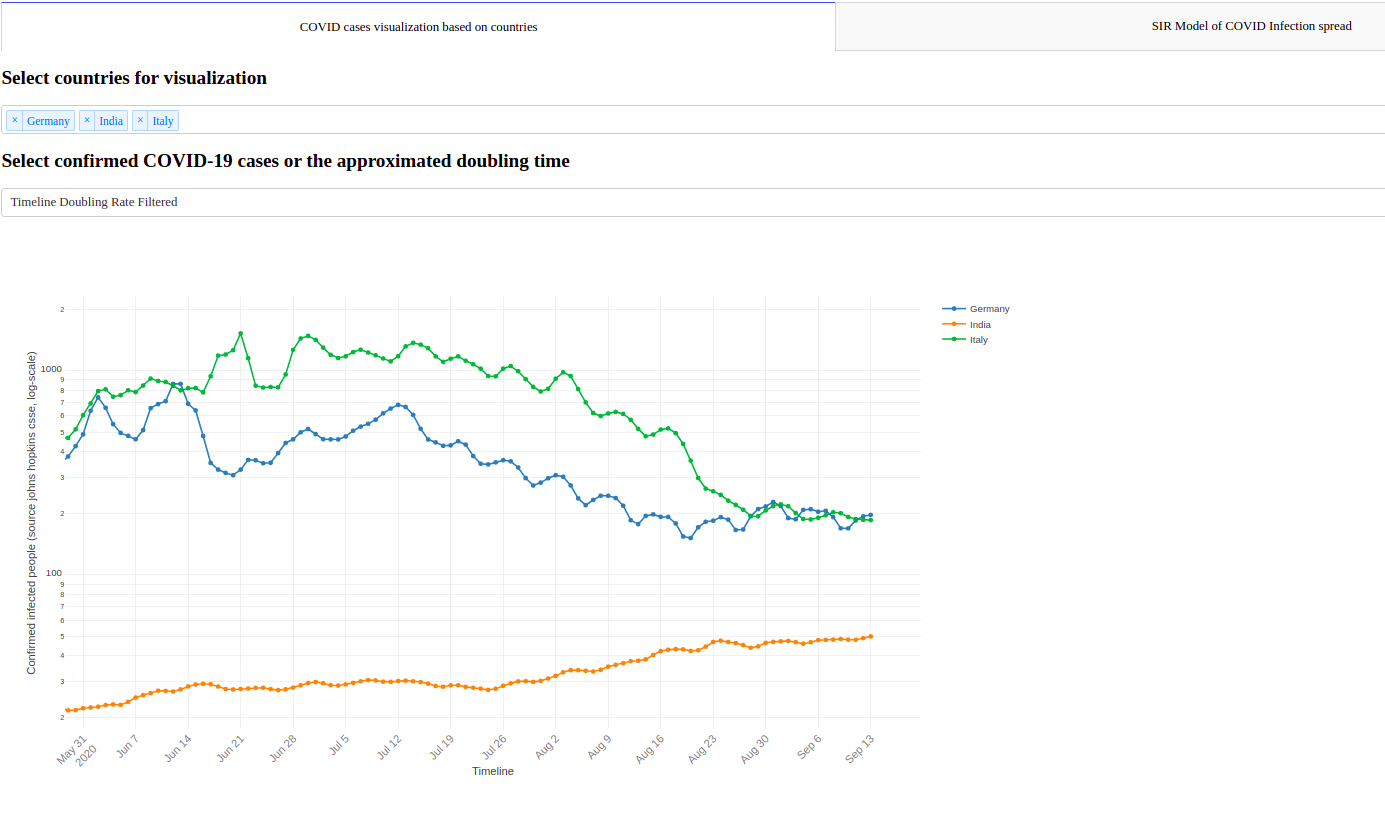 COVID cases visualization based on countries
SIR Model of COVID Infection spread
Select countries for visualization
× Germany × India × Italy
Select confirmed COVID-19 cases or the approximated doubling time
Timeline Doubling Rate Filtered
Confirmed infected people (source johns hopkins csse, log-scale)
2
1000
9
8
7
6
5
4
3
2
100
9
8
7
6
5
4
3
2
May 31
2020
Jun 7
Jun 14
Jun 21
Jun 28
Jul 5
Jul 12
Jul 19
Jul 26
Aug 2
Aug 9
Aug 16
Aug 23
Aug 30
Sep 6
Sep 13
Timeline
Germany
India
Italy